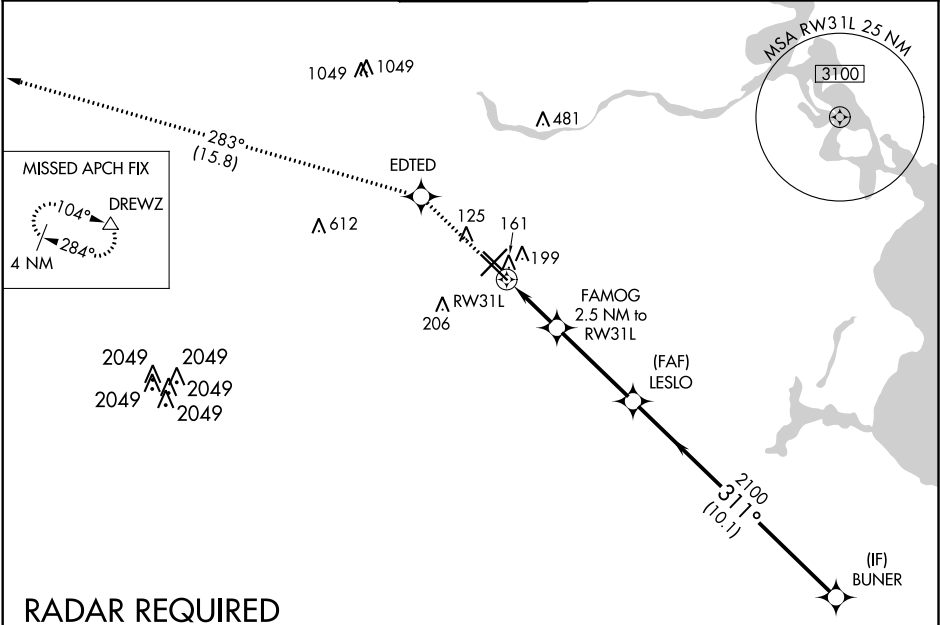 MSA RW31L 25 NM
3100
1049
1049
481
283°
(15.8)
EDTED
MISSED APCH FIX
DREWZ
104°
284°
4 NM
612
125
161
199
RW31L
206
FAMOG
2.5 NM to
RW31L
(FAF)
LESLO
2049
2049
2049
2049
2049
2100
311°
(10.1)
(IF)
BUNER
RADAR REQUIRED